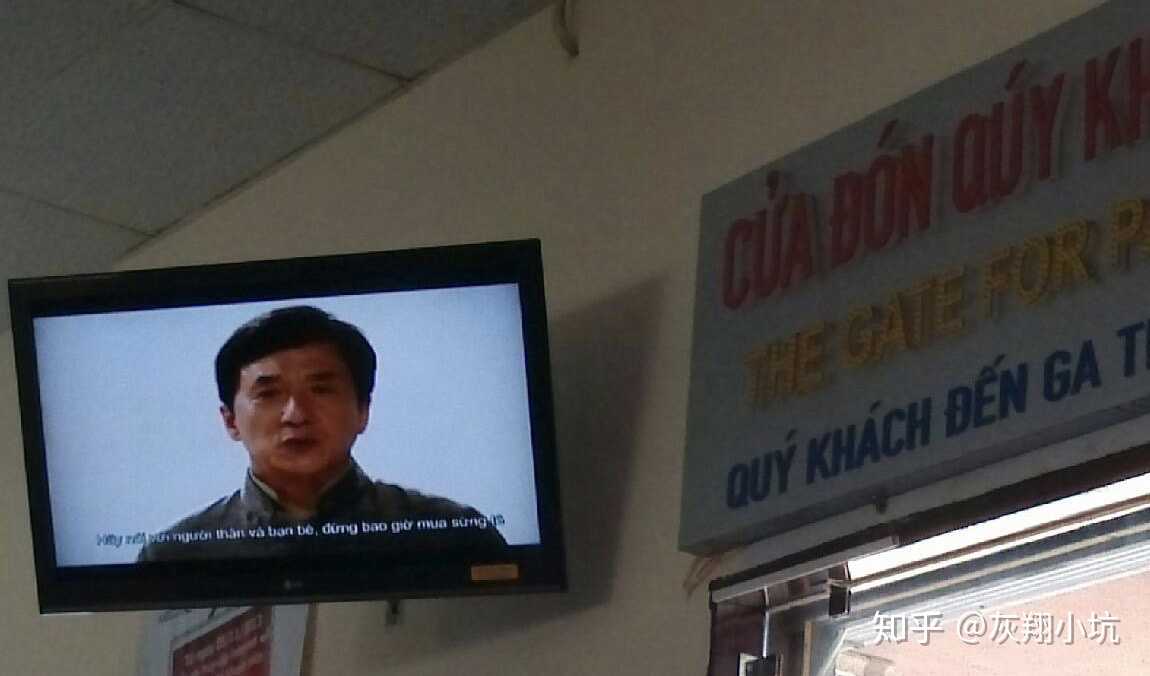 CỬA ĐÓN QÚY KH
THE GATE FOR P
QUÝ KHÁCH ĐẾN GA T
Hãy nói với người thân và bạn bè, đừng bao giờ mua sừng tê
LG
知乎 @灰翔小坑